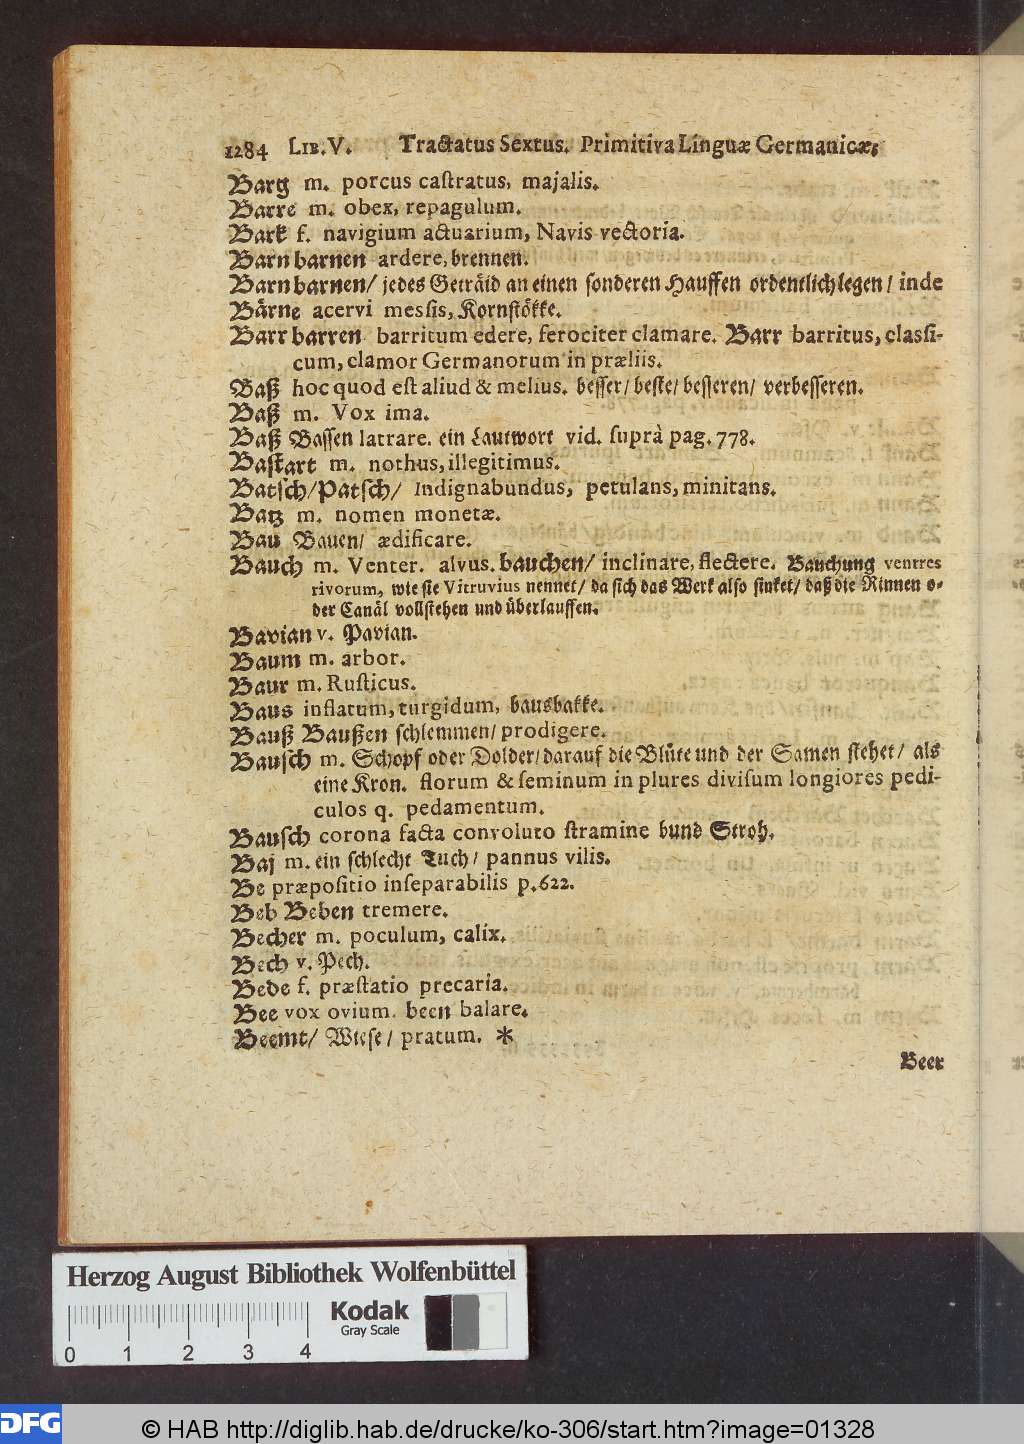 1284 LIB. V. Tractatus Sextus. Primitiva Linguæ Germanicæ,
Barg m. porcus castratus, majalis.
Barre m. obex, repagulum.
Bark f. navigium actuarium, Navis vectoria.
Barn barnen ardere, brennen.
Barn barnen/ jedes Geträid an einen sonderen Hauffen ordentlich legen/ inde
Bärne acervi messis, Kornstökke.
Barr barren barritum edere, ferociter clamare. Barr barritus, classi-
cum, clamor Germanorum in præliis.
Baß hoc quod est aliud & melius. besser/ beste/ besseren/ verbesseren.
Baß m. Vox ima.
Baß Bassen latrare. ein Lautwort vid. suprà pag. 778.
Bastart m. nothus, illegitimus.
Batsch/ Patsch/ Indignabundus, petulans, minitans.
Batz m. nomen monetæ.
Bau Bauen/ ædificare.
Bauch m. Venter. alvus. bauchen/ inclinare, flectere. Bauchung ventres
rivorum, wie sie Vitruvius nennet/ da sich das Werk also sinket/ daß die Rinnen o-
der Canäl vollstehen und überlauffen.
Bavian v. Pavian.
Baum m. arbor.
Baur m. Rusticus.
Baus inflatum, turgidum, bausbakke.
Bauß Baußen schlemmen/ prodigere.
Bausch m. Schopf oder Dolder/ darauf die Blüte und der Samen stehet/ als
eine Kron. florum & seminum in plures divisum longiores pedi-
culos q. pedamentum.
Bausch corona facta convoluto stramine bund Stroh.
Baj m. ein schlecht Tuch/ pannus vilis.
Be præpositio inseparabilis p. 622.
Beb Beben tremere.
Becher m. poculum, calix.
Bech v. Pech.
Bede f. præstatio precaria.
Bee vox ovium. been balare.
Beemt/ Wiese/ pratum. *
Beer
Herzog August Bibliothek Wolfenbüttel
Kodak
Gray Scale
0 1 2 3 4
DFG © HAB http://diglib.hab.de/drucke/ko-306/start.htm?image=01328